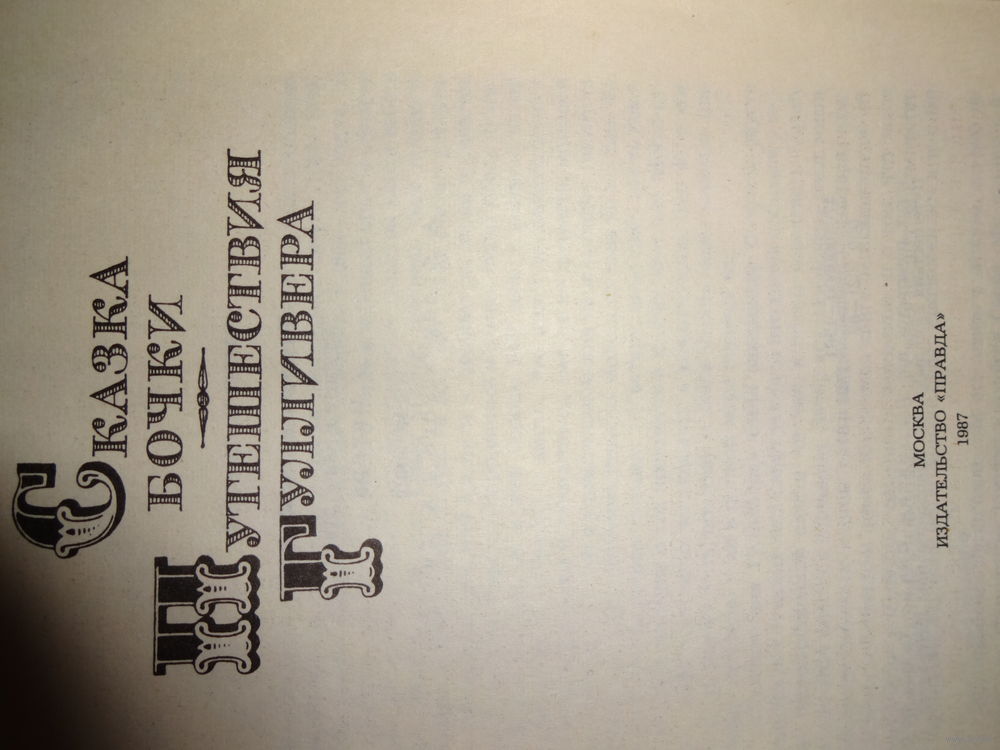 СКАЗКА
БОЧКИ
ПУТЕШЕСТВИЯ
ГУЛЛИВЕРА
МОСКВА
ИЗДАТЕЛЬСТВО «ПРАВДА»
1987